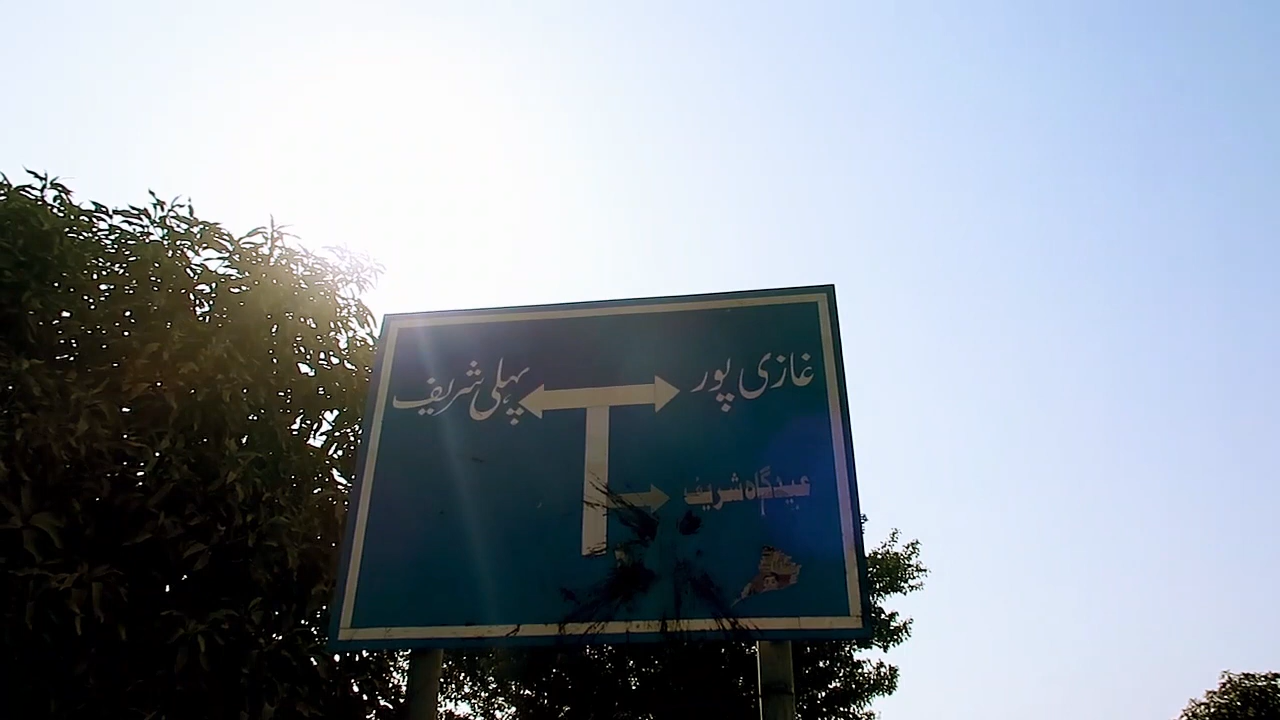 غازی پور
پہلی شریف
عیدگاہ شریف